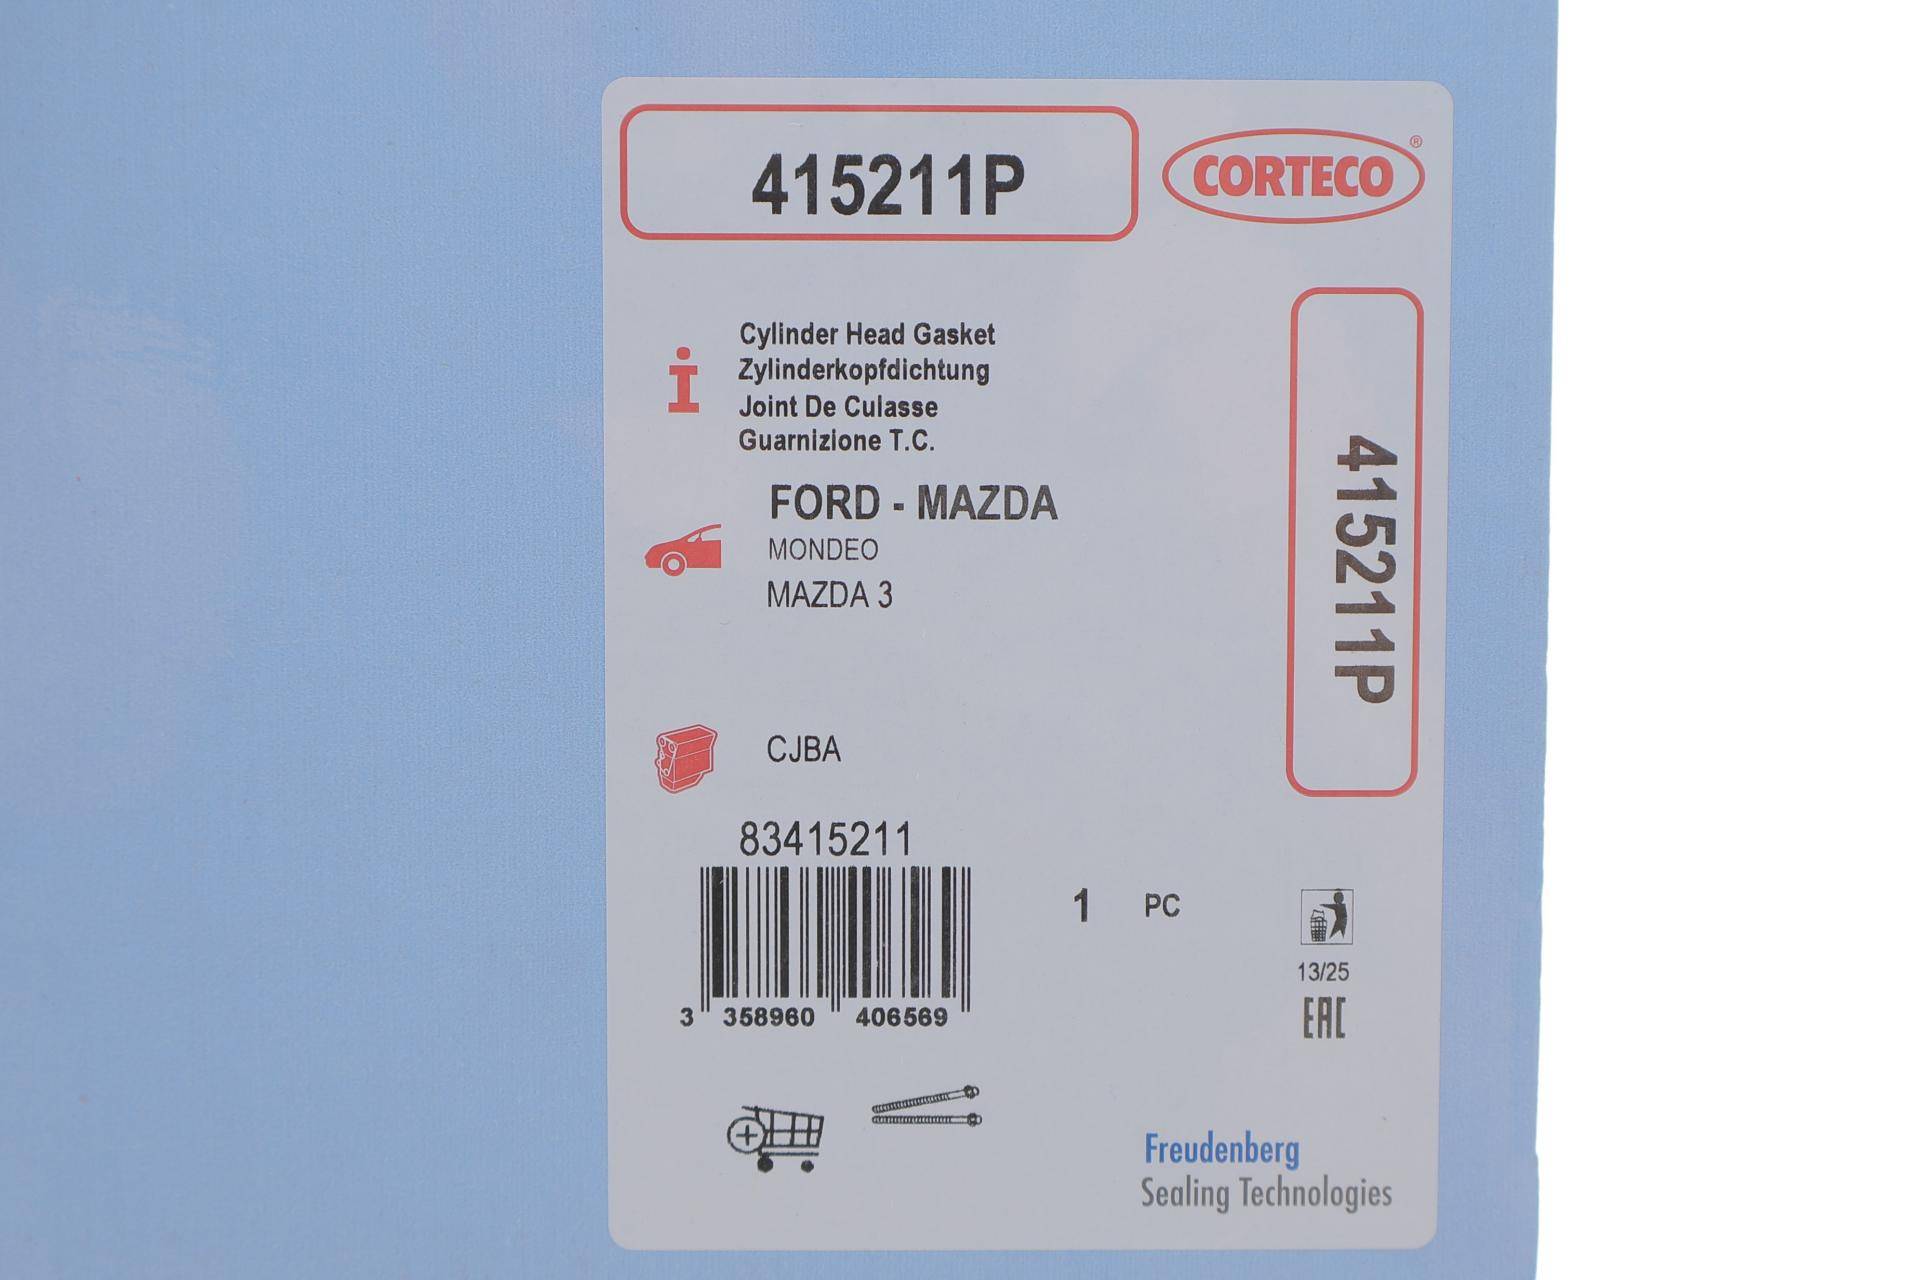 415211P
CORTECO®
Cylinder Head Gasket
Zylinderkopfdichtung
Joint De Culasse
Guarnizione T.C.
415211P
FORD - MAZDA
MONDEO
MAZDA 3
CJBA
83415211
1 PC
3 358960 406569
13/25
EAC
Freudenberg
Sealing Technologies